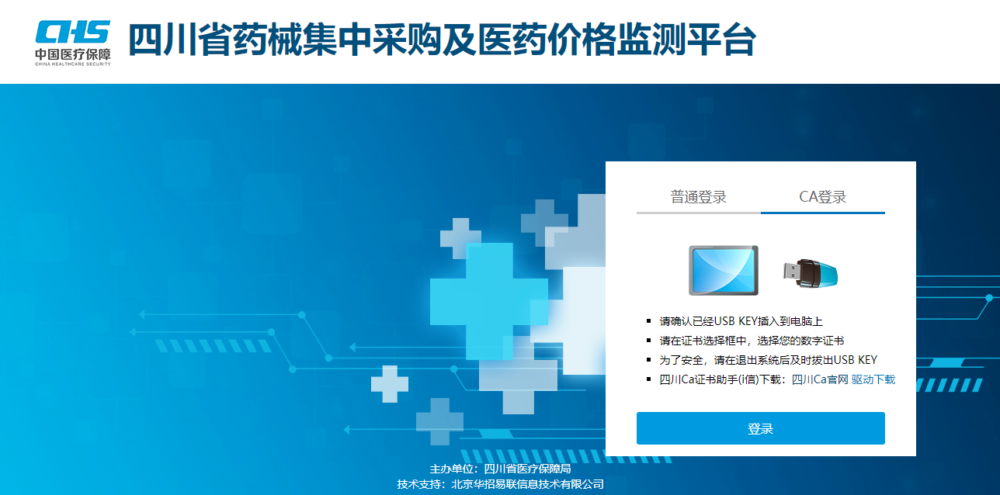 CHS
中国医疗保障
CHINA HEALTHCARE SECURITY
四川省药械集中采购及医药价格监测平台
普通登录
CA登录
请确认已经USB KEY插入到电脑上
请在证书选择框中，选择您的数字证书
为了安全，请在退出系统后及时拔出USB KEY
四川Ca证书助手(i信)下载：四川Ca官网 驱动下载
登录
主办单位：四川省医疗保障局
技术支持：北京华招易联信息技术有限公司